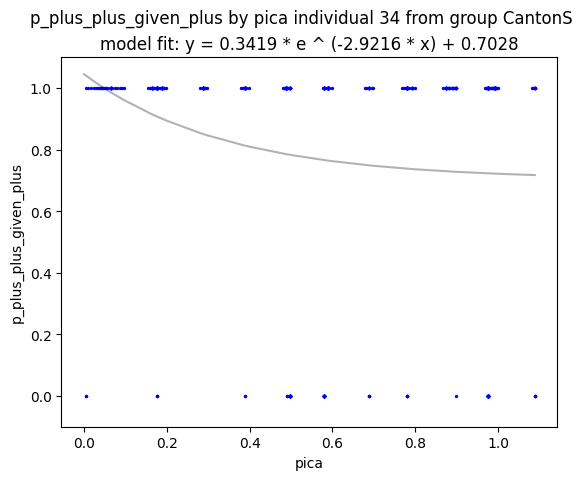 p_plus_plus_given_plus by pica individual 34 from group CantonS
model fit: y = 0.3419 * e ^ (-2.9216 * x) + 0.7028
p_plus_plus_given_plus
1.0
0.8
0.6
0.4
0.2
0.0
0.0 0.2 0.4 0.6 0.8 1.0
pica